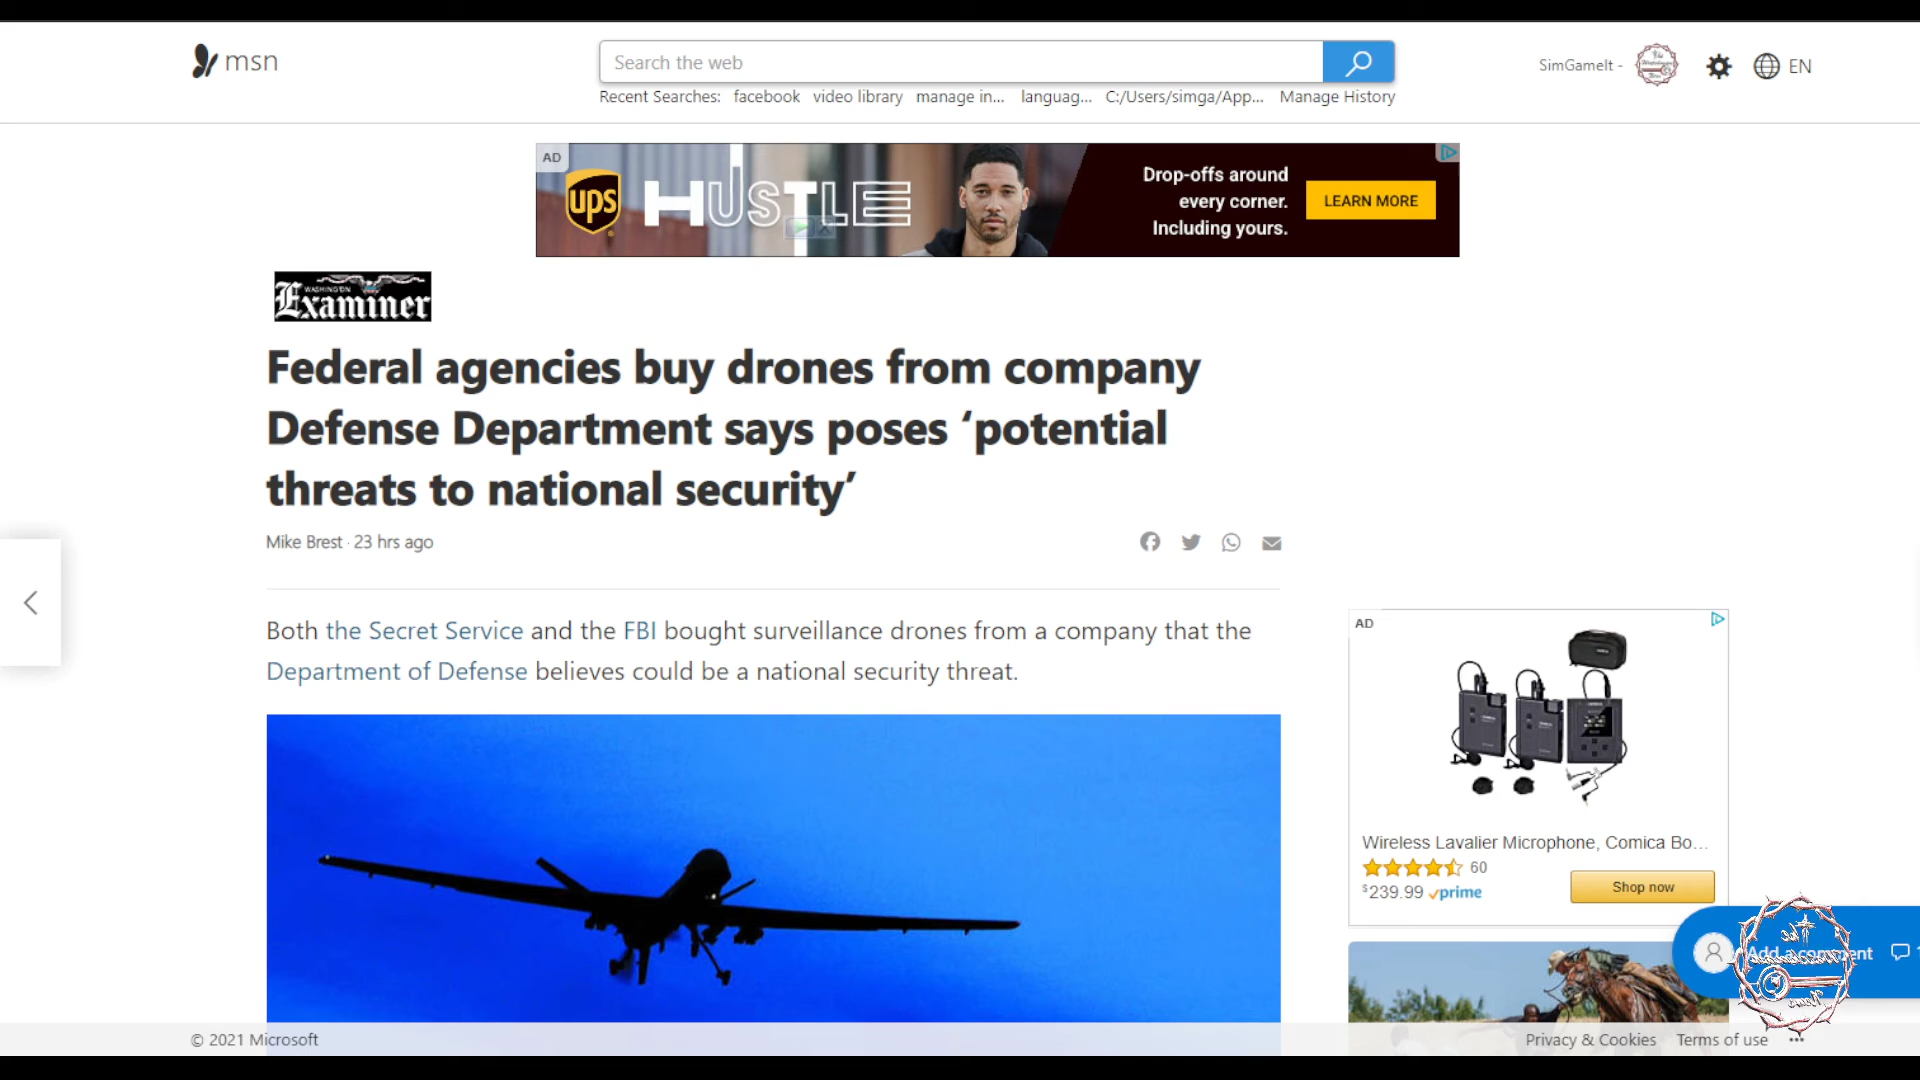 msn
Search the web
SimGameIt -
EN
Recent Searches: facebook video library manage in... languag... C:/Users/simga/App... Manage History
AD
ups
HUSTLE
Drop-offs around
every corner.
Including yours.
LEARN MORE
WASHINGTON
Examiner
Federal agencies buy drones from company
Defense Department says poses ‘potential
threats to national security’
Mike Brest · 23 hrs ago
Both the Secret Service and the FBI bought surveillance drones from a company that the
Department of Defense believes could be a national security threat.
AD
Wireless Lavalier Microphone, Comica Bo...
60
$239.99 prime
Shop now
Add a comment
© 2021 Microsoft
Privacy & Cookies Terms of use ...